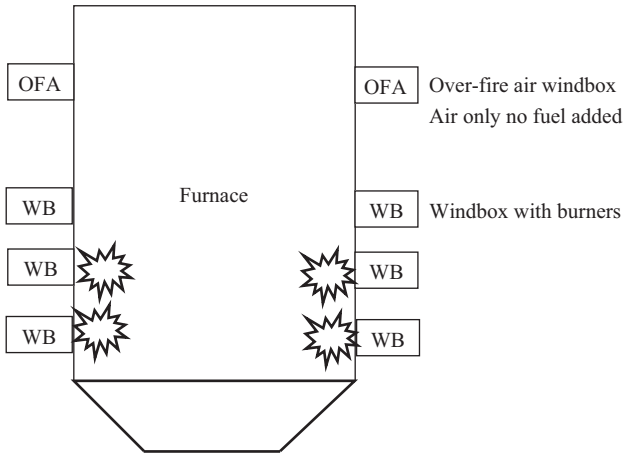 OFA
OFA
Over-fire air windbox
Air only no fuel added
Furnace
WB
WB
Windbox with burners
WB
WB
WB
WB